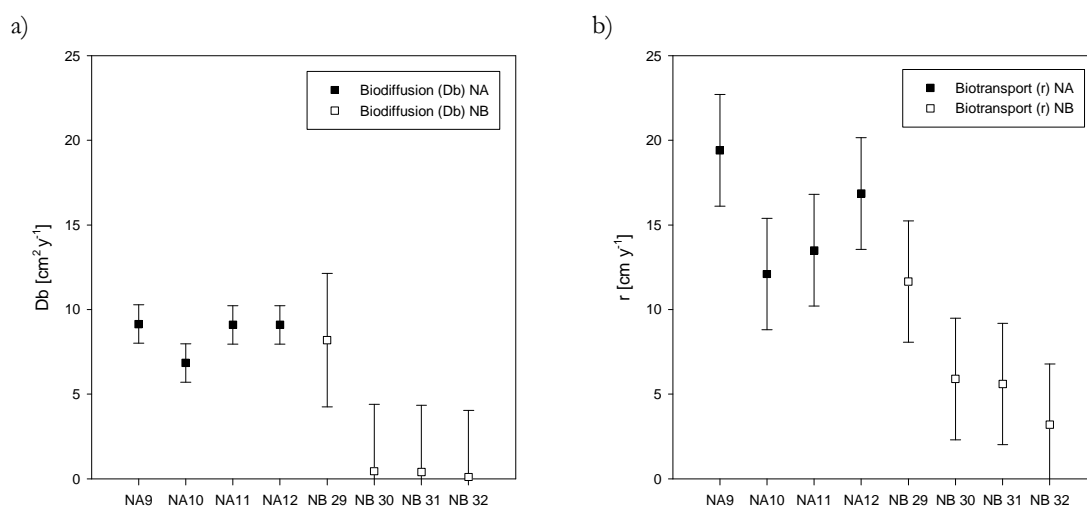 a)
25
20
15
10
5
0
Db [cm² y⁻¹]
Biodiffusion (Db) NA
Biodiffusion (Db) NB
NA9 NA10 NA11 NA12 NB 29 NB 30 NB 31 NB 32
b)
25
20
15
10
5
0
r [cm y⁻¹]
Biotransport (r) NA
Biotransport (r) NB
NA9 NA10 NA11 NA12 NB 29 NB 30 NB 31 NB 32